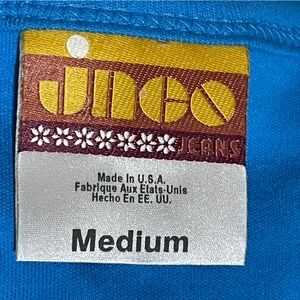 JNCO
JEANS
Made In U.S.A.
Fabrique Aux Etats-Unis
Hecho En EE. UU.
Medium